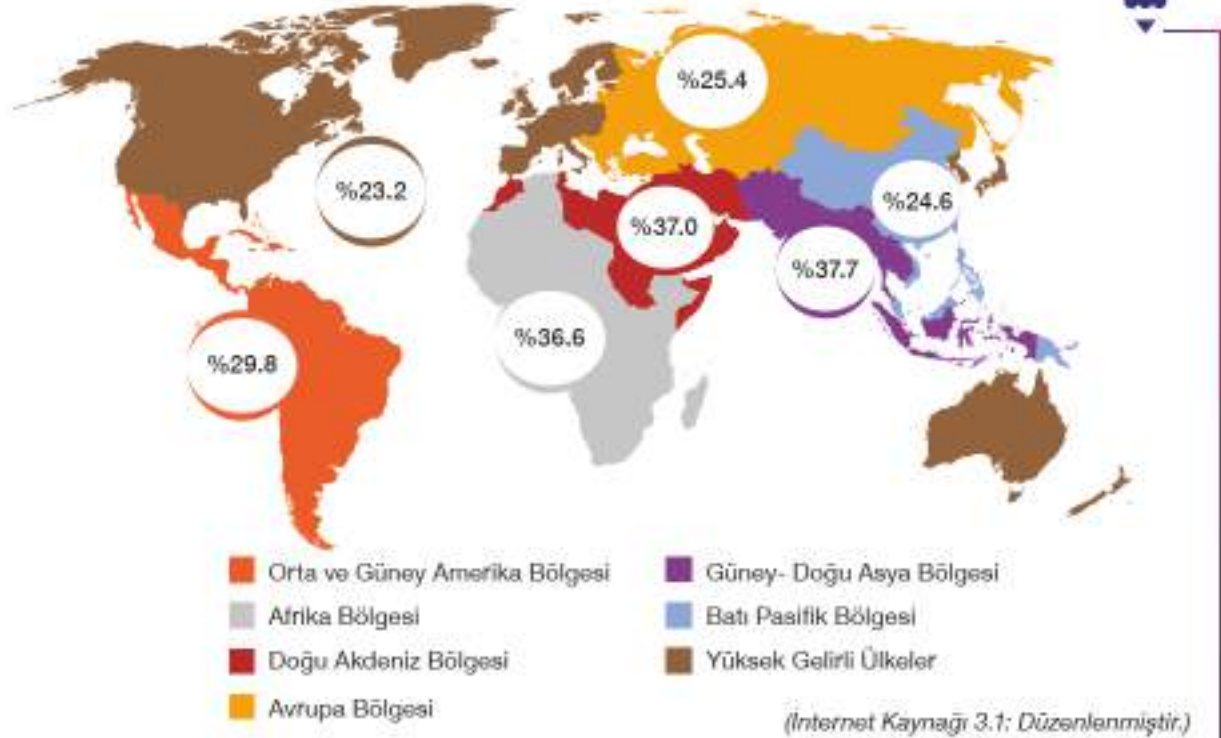 %25.4
%23.2
%24.6
%37.0
%37.7
%36.6
%29.8
Orta ve Güney Amerika Bölgesi
Afrika Bölgesi
Doğu Akdeniz Bölgesi
Avrupa Bölgesi
Güney- Doğu Asya Bölgesi
Batı Pasifik Bölgesi
Yüksek Gelirli Ülkeler
(Internet Kaynağı 3.1: Düzenlenmiştir.)